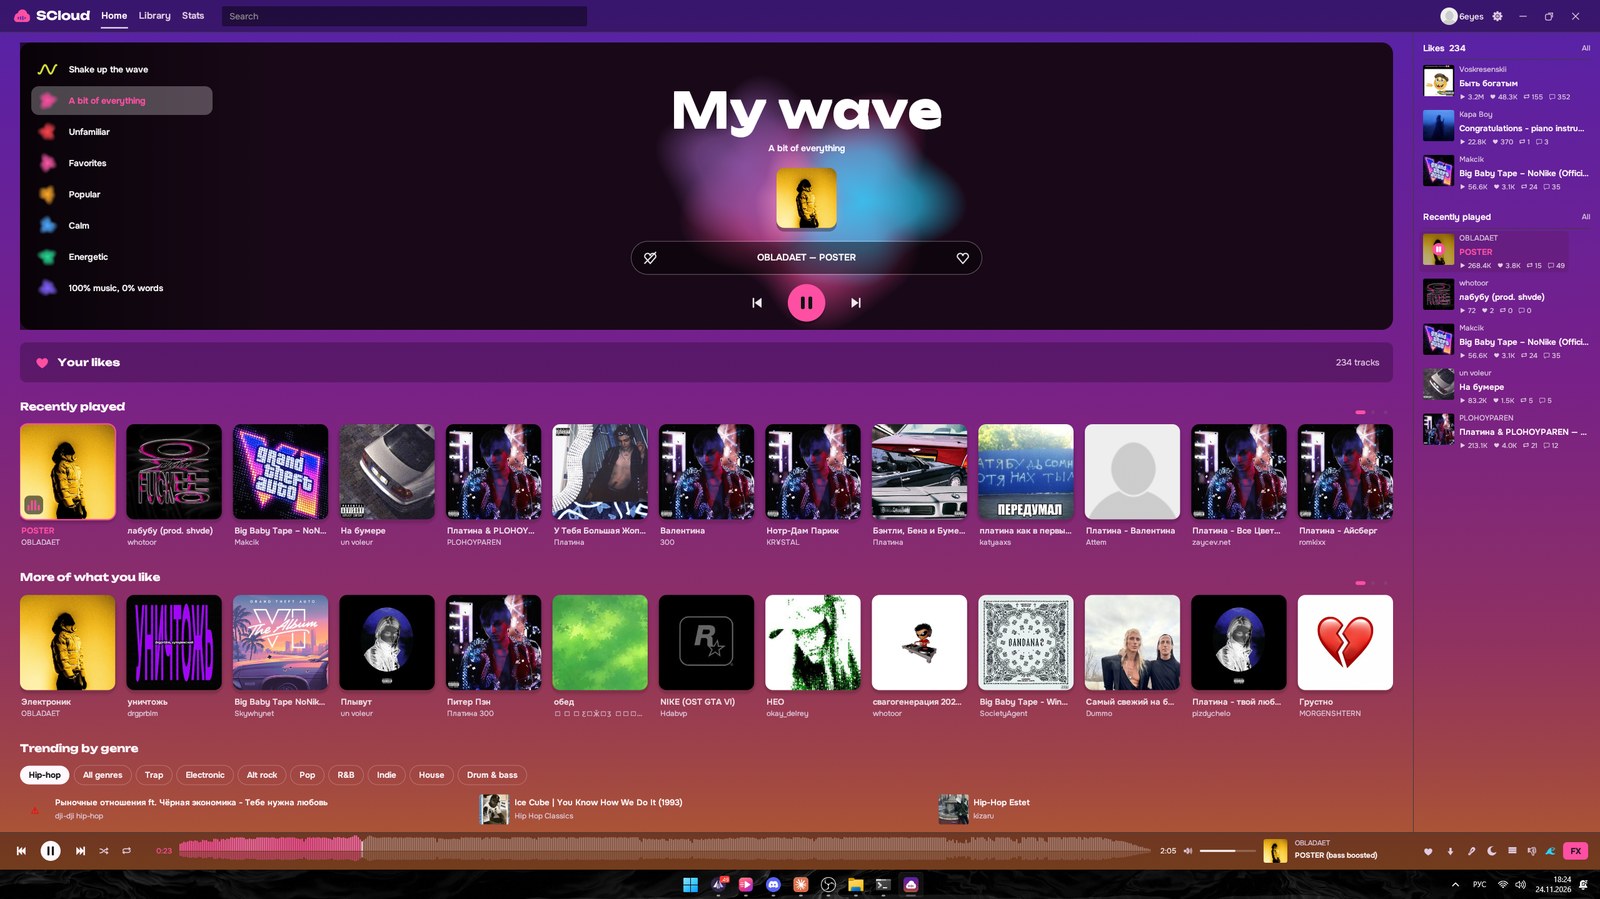 SCloud
Home
Library
Stats
Search
6eyes
Shake up the wave
A bit of everything
Unfamiliar
Favorites
Popular
Calm
Energetic
100% music, 0% words
My wave
A bit of everything
OBLADAET — POSTER
Your likes
234 tracks
Recently played
POSTER
OBLADAET
лабубу (prod. shvde)
whotoor
grand theft auto
Big Baby Tape – NoN...
Makcik
На бумере
un voleur
Платина & PLOHOY...
PLOHOYPAREN
У Тебя Большая Жоп...
Платина
Валентина
300
Нотр-Дам Париж
KR¥STAL
Бэнтли, Бенз и Буме...
Платина
ПЕРЕДУМАЛ
платина как в первы...
katyaaxs
Платина - Валентина
Attem
Платина - Все Цвет...
zaycev.net
Платина - Айсберг
romkixx
More of what you like
Электроник
OBLADAET
УНИЧТОЖЬ
уничтожь
drgprblm
GRAND THEFT AUTO
VI
The Album
Big Baby Tape NoNik...
Skywhynet
Плывут
un voleur
Питер Пэн
Платина 300
обед
R
NIKE (OST GTA VI)
Hdabvp
НЕО
okay_delrey
свагогенерация 202...
whotoor
BANDANA2
Big Baby Tape - Win...
SocietyAgent
Самый свежий на б...
Dummo
Платина - твой люб...
pizdychelo
Грустно
MORGENSHTERN
Trending by genre
Hip-hop
All genres
Trap
Electronic
Alt rock
Pop
R&B
Indie
House
Drum & bass
Рыночные отношения ft. Чёрная экономика - Тебе нужна любовь
dji-dji hip-hop
Ice Cube | You Know How We Do It (1993)
Hip Hop Classics
Hip-Hop Estet
kizaru
Likes 234
All
Voskresenskii
Быть богатым
3.2M 48.3K 155 352
Kapa Boy
Congratulations - piano instru...
22.8K 370 1 3
Makcik
Big Baby Tape – NoNike (Offici...
56.6K 3.1K 24 35
Recently played
All
OBLADAET
POSTER
268.4K 3.8K 15 49
whotoor
лабубу (prod. shvde)
72 2 0 0
Makcik
Big Baby Tape – NoNike (Offici...
56.6K 3.1K 24 35
un voleur
На бумере
83.2K 1.5K 5 5
PLOHOYPAREN
Платина & PLOHOYPAREN — ...
213.1K 4.0K 21 12
0:23
2:05
OBLADAET
POSTER (bass boosted)
FX
РУС
18:24
24.11.2026